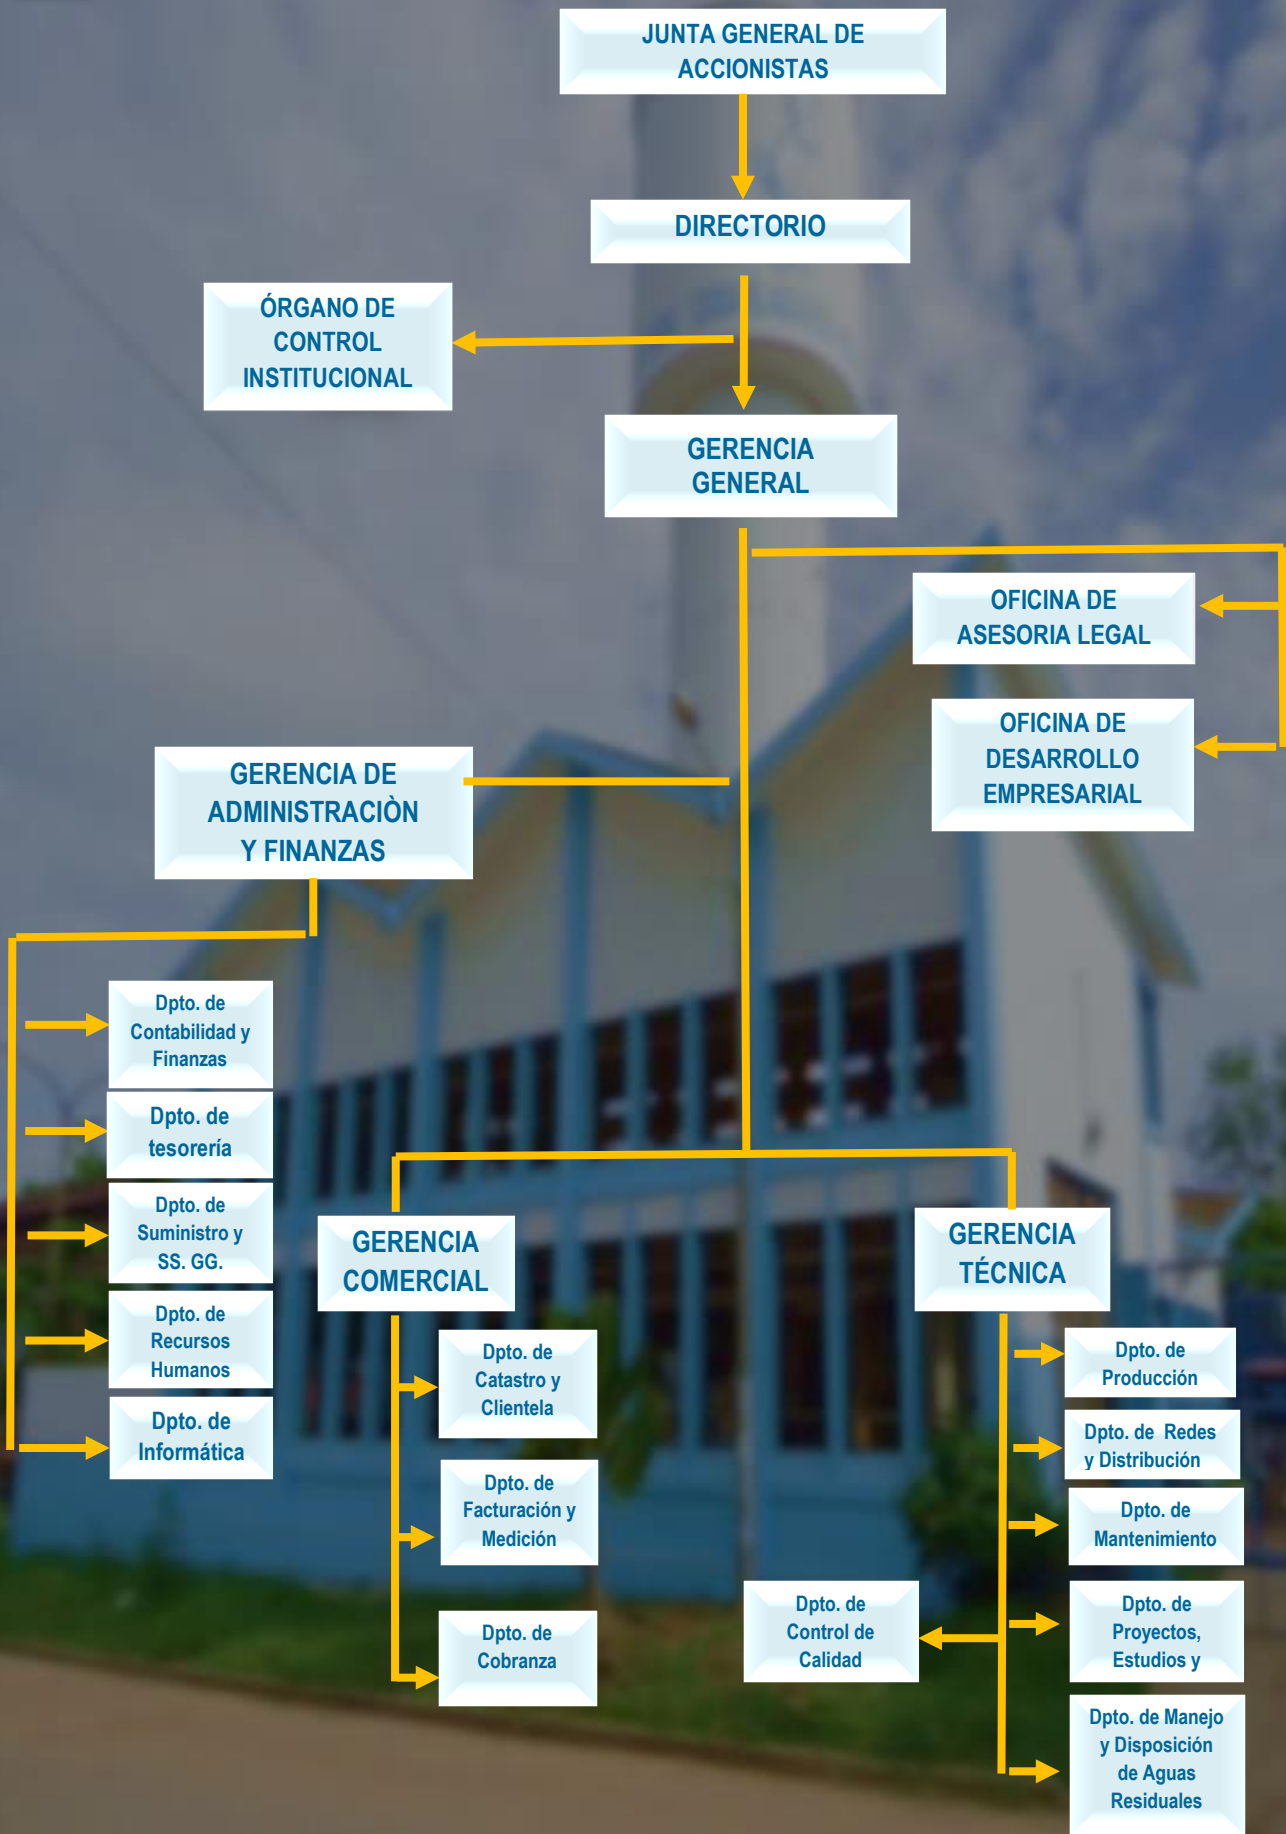 JUNTA GENERAL DE
ACCIONISTAS
DIRECTORIO
ÓRGANO DE
CONTROL
INSTITUCIONAL
GERENCIA
GENERAL
OFICINA DE
ASESORIA LEGAL
OFICINA DE
DESARROLLO
EMPRESARIAL
GERENCIA DE
ADMINISTRACIÒN
Y FINANZAS
Dpto. de
Contabilidad y
Finanzas
Dpto. de
tesorería
Dpto. de
Suministro y
SS. GG.
Dpto. de
Recursos
Humanos
Dpto. de
Informática
GERENCIA
COMERCIAL
Dpto. de
Catastro y
Clientela
Dpto. de
Facturación y
Medición
Dpto. de
Cobranza
GERENCIA
TÉCNICA
Dpto. de
Producción
Dpto. de Redes
y Distribución
Dpto. de
Mantenimiento
Dpto. de
Control de
Calidad
Dpto. de
Proyectos,
Estudios y
Dpto. de Manejo
y Disposición
de Aguas
Residuales